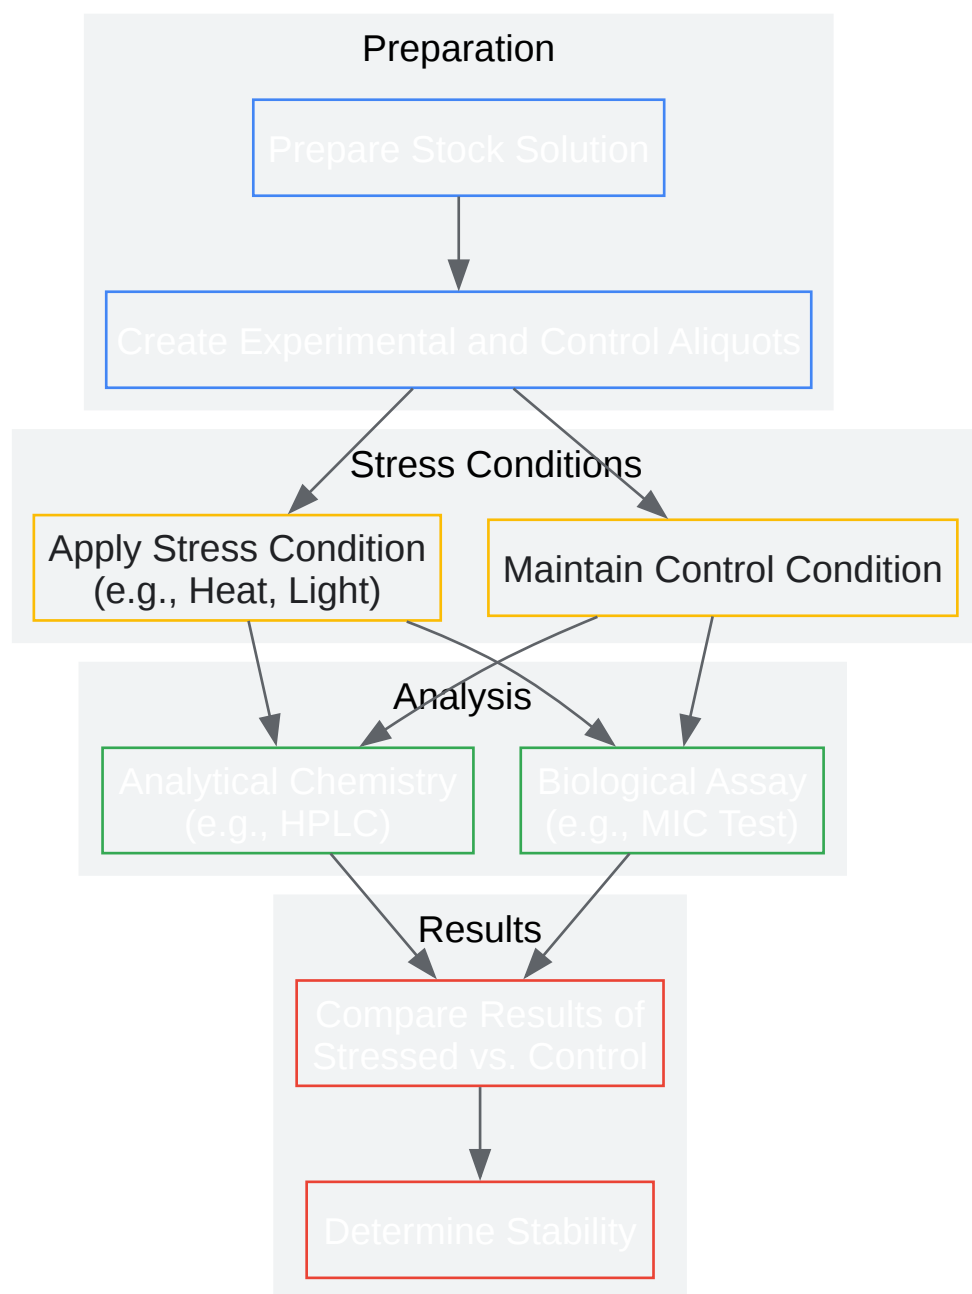 Preparation
Prepare Stock Solution
Create Experimental and Control Aliquots
Stress Conditions
Apply Stress Condition
(e.g., Heat, Light)
Maintain Control Condition
Analysis
Analytical Chemistry
(e.g., HPLC)
Biological Assay
(e.g., MIC Test)
Results
Compare Results of
Stressed vs. Control
Determine Stability